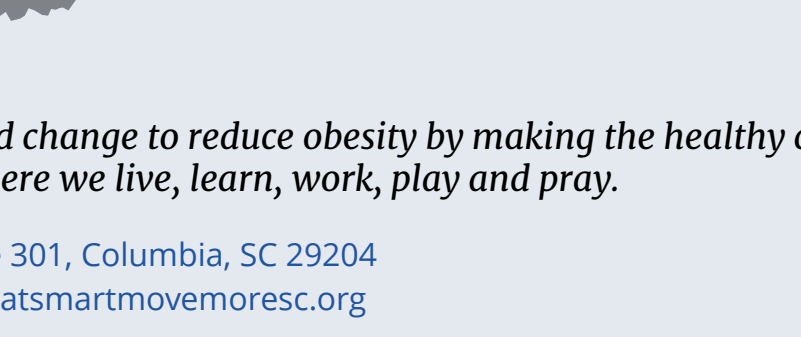 change to reduce obesity by making the healthy
we live, learn, work, play and pray.
301, Columbia, SC 29204
atsmartmovemoresc.org